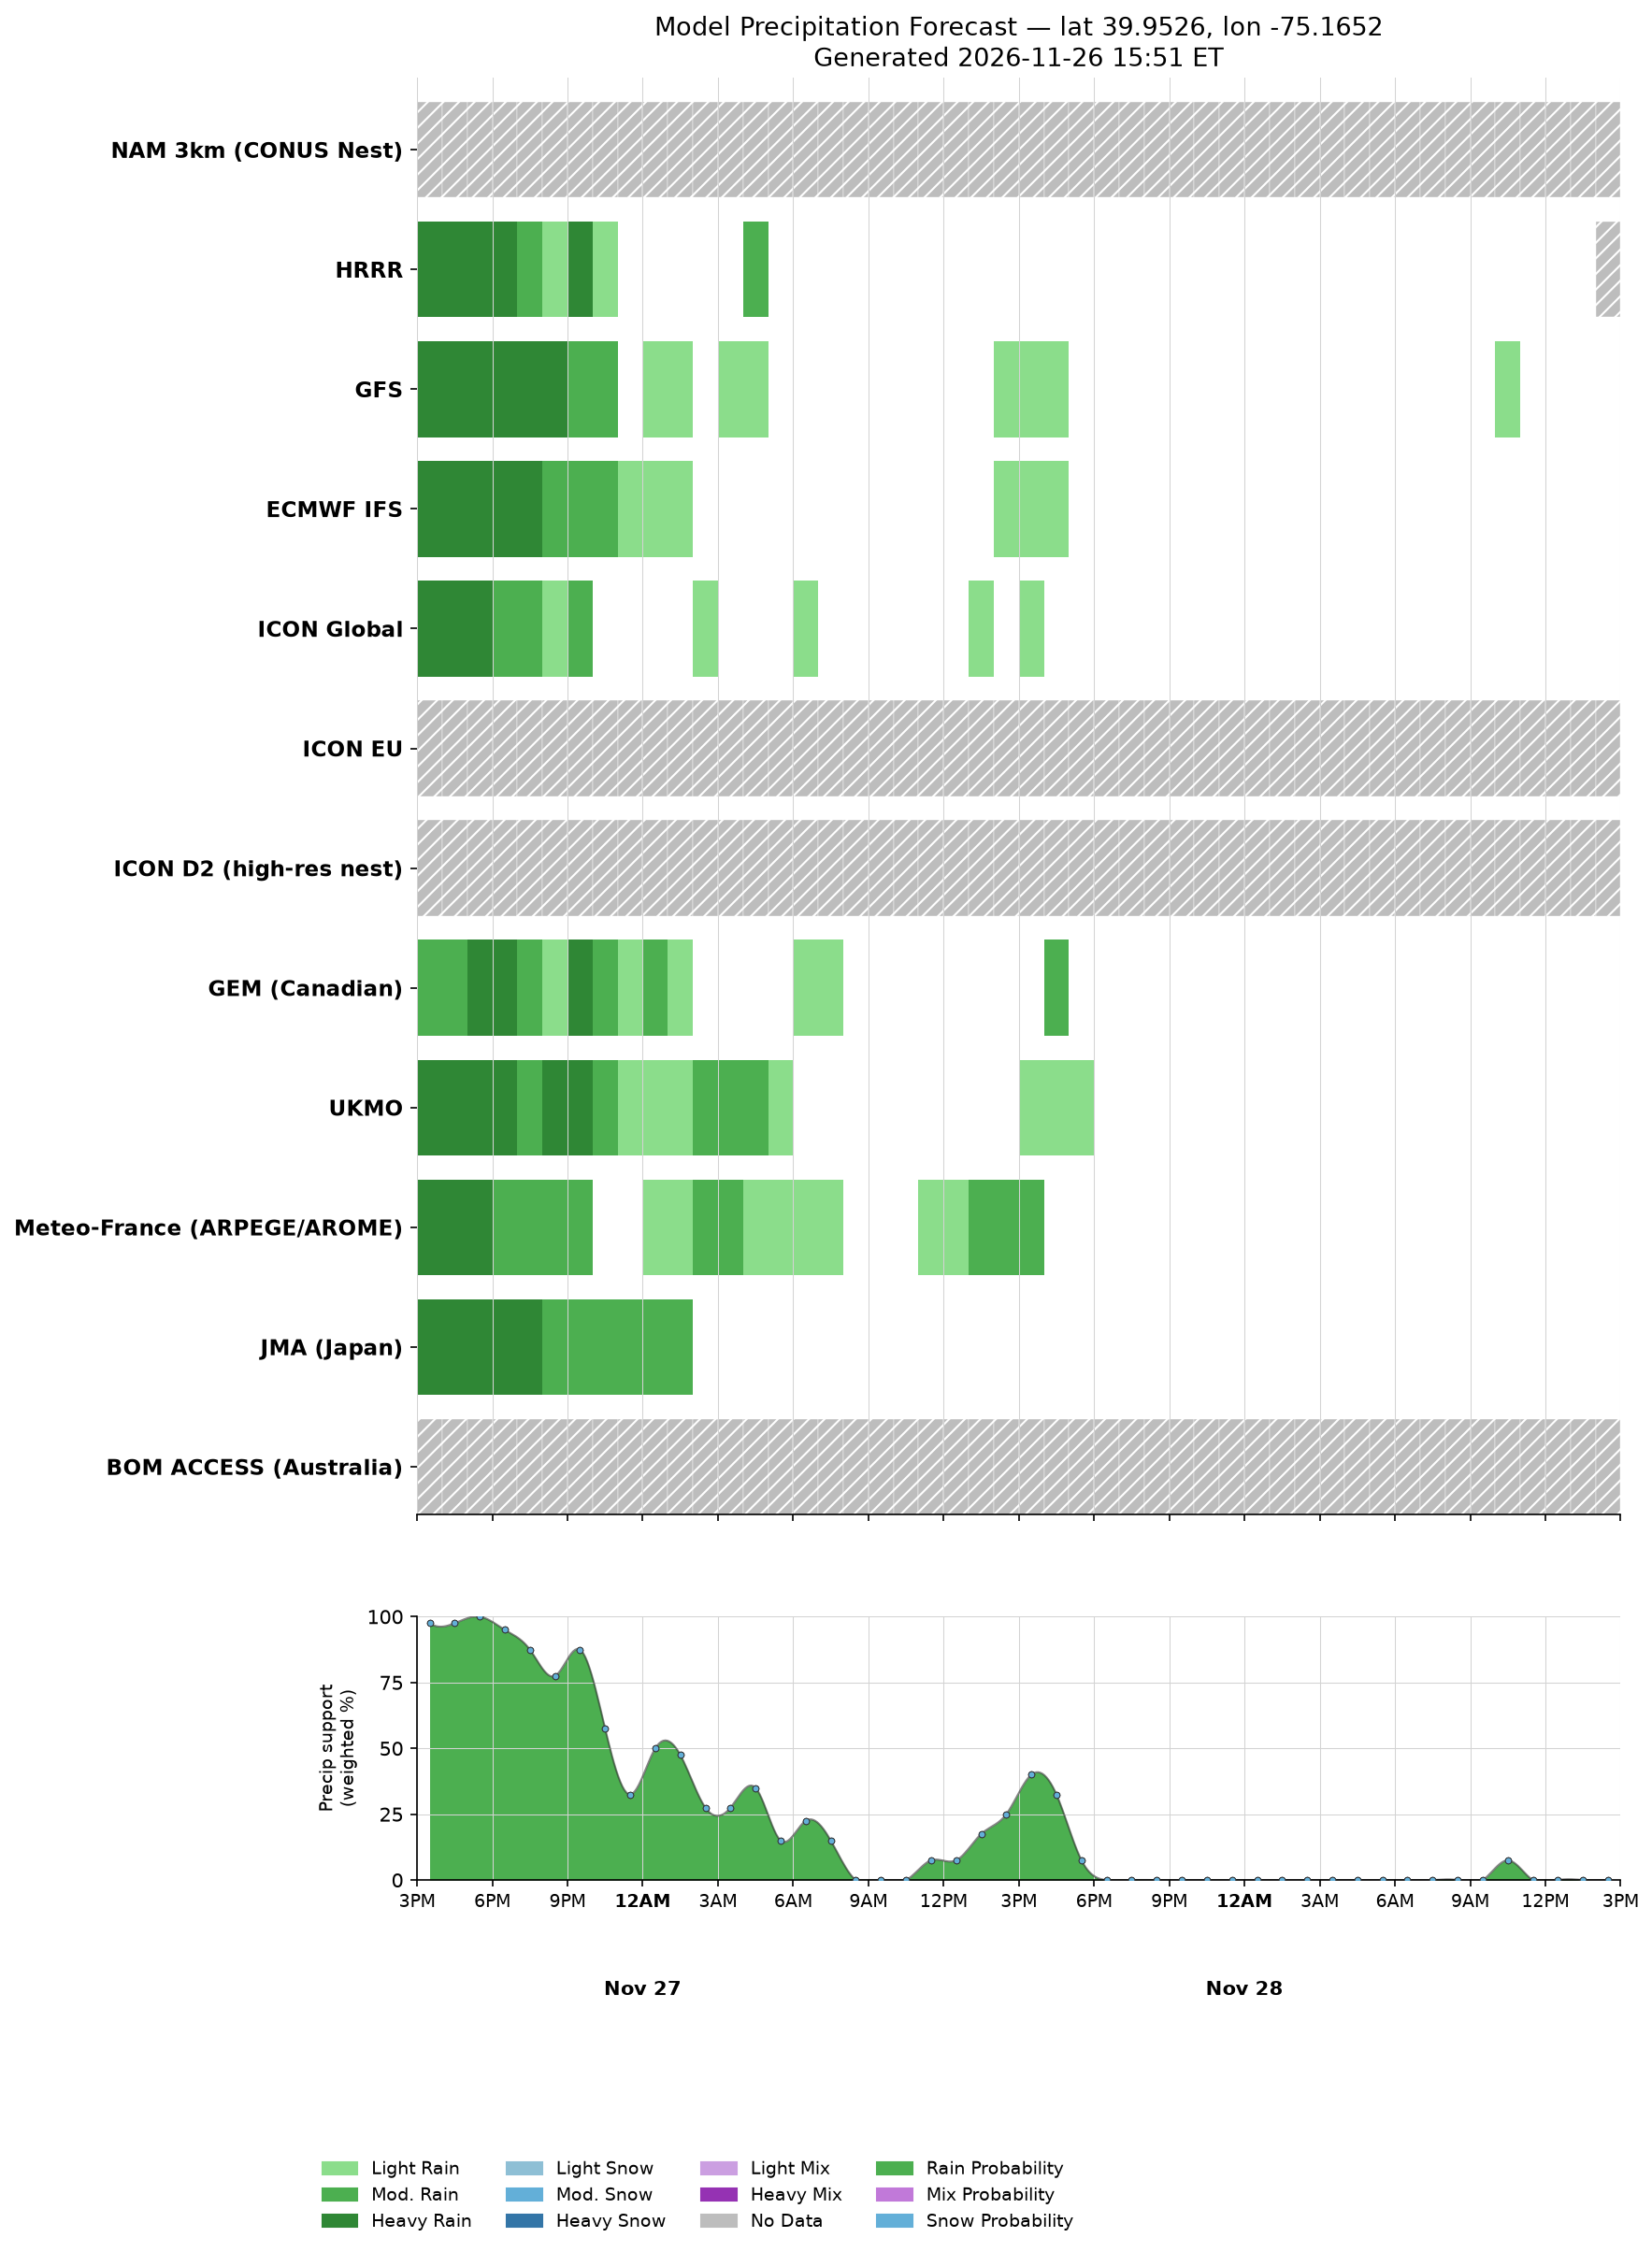 Model Precipitation Forecast — lat 39.9526, lon -75.1652
Generated 2026-11-26 15:51 ET
NAM 3km (CONUS Nest)
HRRR
GFS
ECMWF IFS
ICON Global
ICON EU
ICON D2 (high-res nest)
GEM (Canadian)
UKMO
Meteo-France (ARPEGE/AROME)
JMA (Japan)
BOM ACCESS (Australia)
Precip support
(weighted %)
100
75
50
25
0
3PM 6PM 9PM 12AM 3AM 6AM 9AM 12PM 3PM 6PM 9PM 12AM 3AM 6AM 9AM 12PM 3PM
Nov 27 Nov 28
Light Rain Light Snow Light Mix Rain Probability
Mod. Rain Mod. Snow Heavy Mix Mix Probability
Heavy Rain Heavy Snow No Data Snow Probability